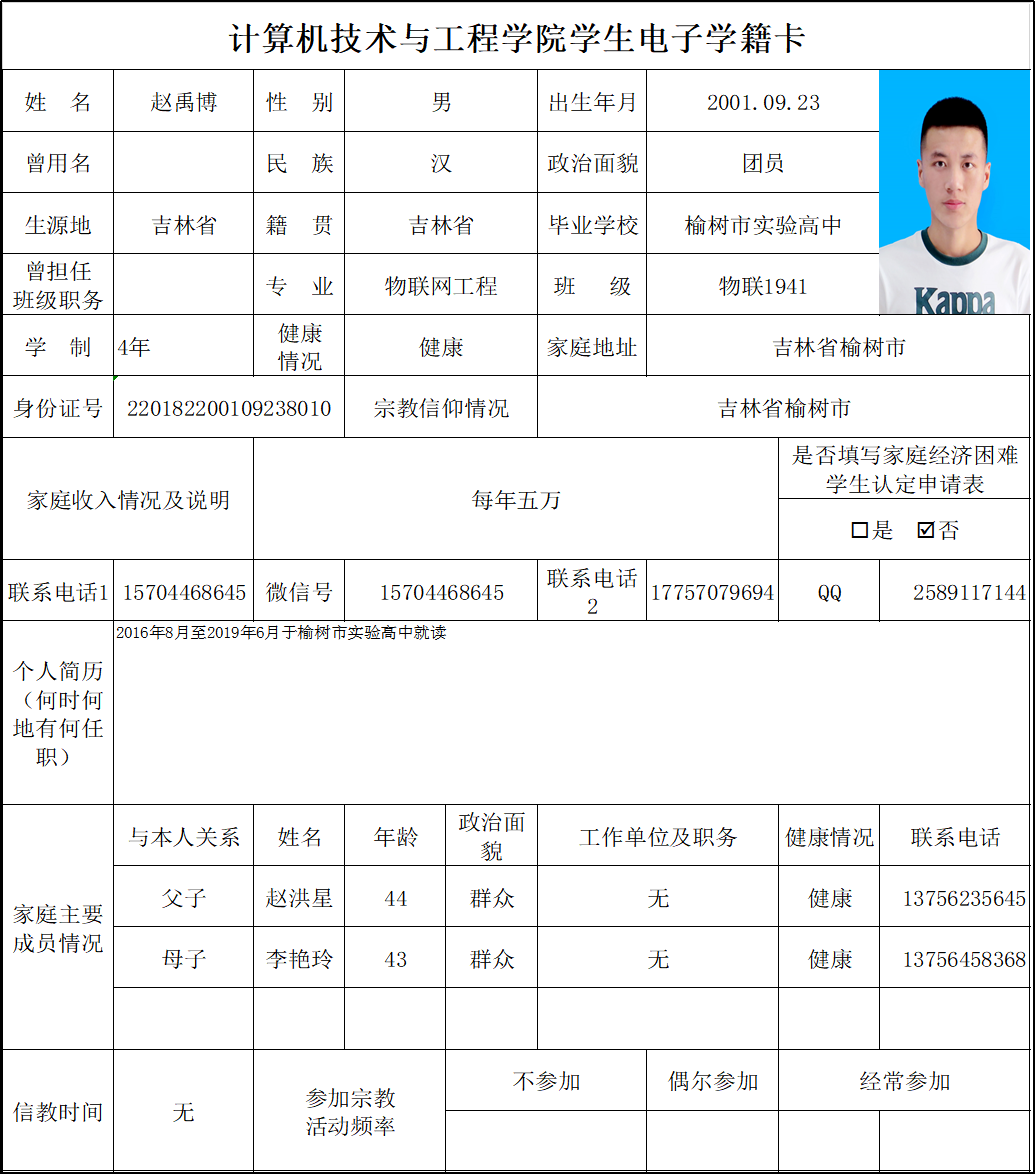 计算机技术与工程学院学生电子学籍卡
姓 名 赵禹博 性 别 男 出生年月 2001.09.23
曾用名 民 族 汉 政治面貌 团员
生源地 吉林省 籍 贯 吉林省 毕业学校 榆树市实验高中
曾担任
班级职务 专 业 物联网工程 班 级 物联1941
Kappa
学 制 4年 健康
情况 健康 家庭地址 吉林省榆树市
身份证号 220182200109238010 宗教信仰情况 吉林省榆树市
家庭收入情况及说明 每年五万 是否填写家庭经济困难
学生认定申请表
□是 ☑否
联系电话1 15704468645 微信号 15704468645 联系电话
2 17757079694 QQ 2589117144
个人简历
（何时何
地有何任
职）
2016年8月至2019年6月于榆树市实验高中就读
家庭主要
成员情况
与本人关系 姓名 年龄 政治面
貌 工作单位及职务 健康情况 联系电话
父子 赵洪星 44 群众 无 健康 13756235645
母子 李艳玲 43 群众 无 健康 13756458368
信教时间 无 参加宗教
活动频率 不参加 偶尔参加 经常参加